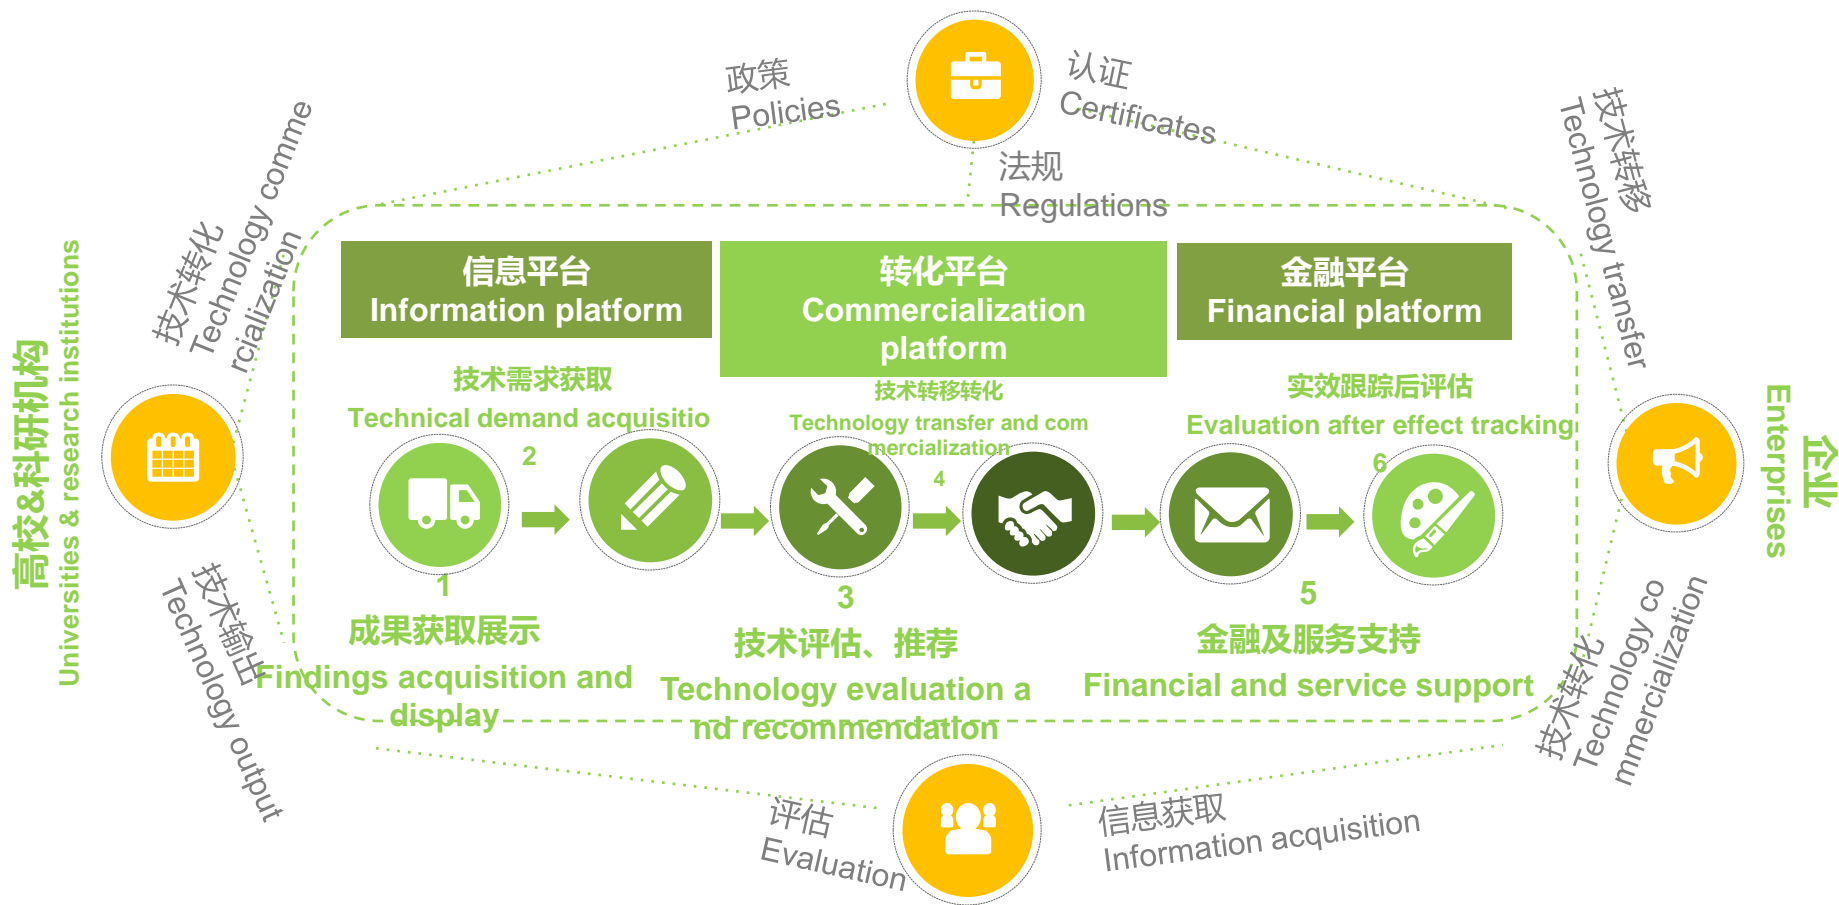 政策
Policies
认证
Certificates
法规
Regulations
技术转化
Technology comme
rcialization
技术转移
Technology transfer
高校&科研机构
Universities & research institutions
企业
Enterprises
信息平台
Information platform
转化平台
Commercialization
platform
金融平台
Financial platform
技术需求获取
Technical demand acquisitio
2
技术转移转化
Technology transfer and com
mercialization
4
实效跟踪后评估
Evaluation after effect tracking
6
1
成果获取展示
Findings acquisition and
display
3
技术评估、推荐
Technology evaluation a
nd recommendation
5
金融及服务支持
Financial and service support
技术输出
Technology output
技术转化
Technology co
mmercialization
评估
Evaluation
信息获取
Information acquisition